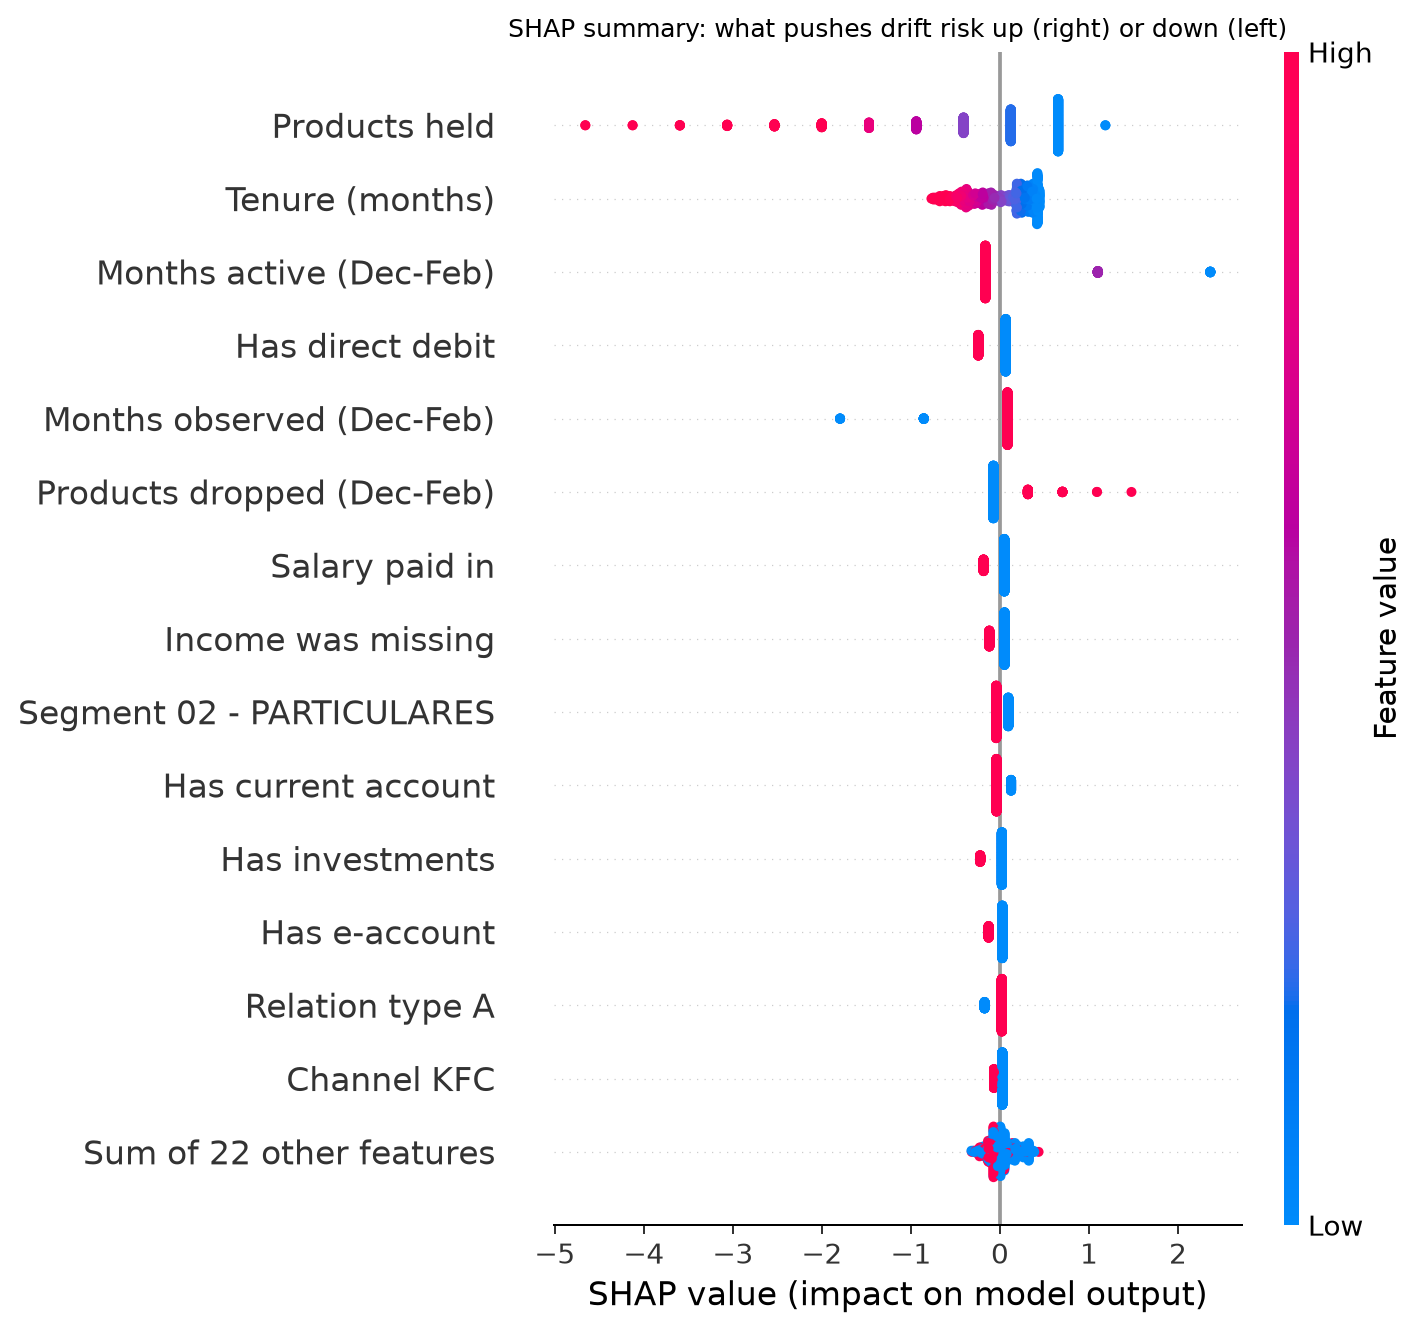 SHAP summary: what pushes drift risk up (right) or down (left)
High
Products held
Tenure (months)
Months active (Dec-Feb)
Has direct debit
Months observed (Dec-Feb)
Products dropped (Dec-Feb)
Salary paid in
Income was missing
Segment 02 - PARTICULARES
Has current account
Has investments
Has e-account
Relation type A
Channel KFC
Sum of 22 other features
Feature value
Low
−5 −4 −3 −2 −1 0 1 2
SHAP value (impact on model output)